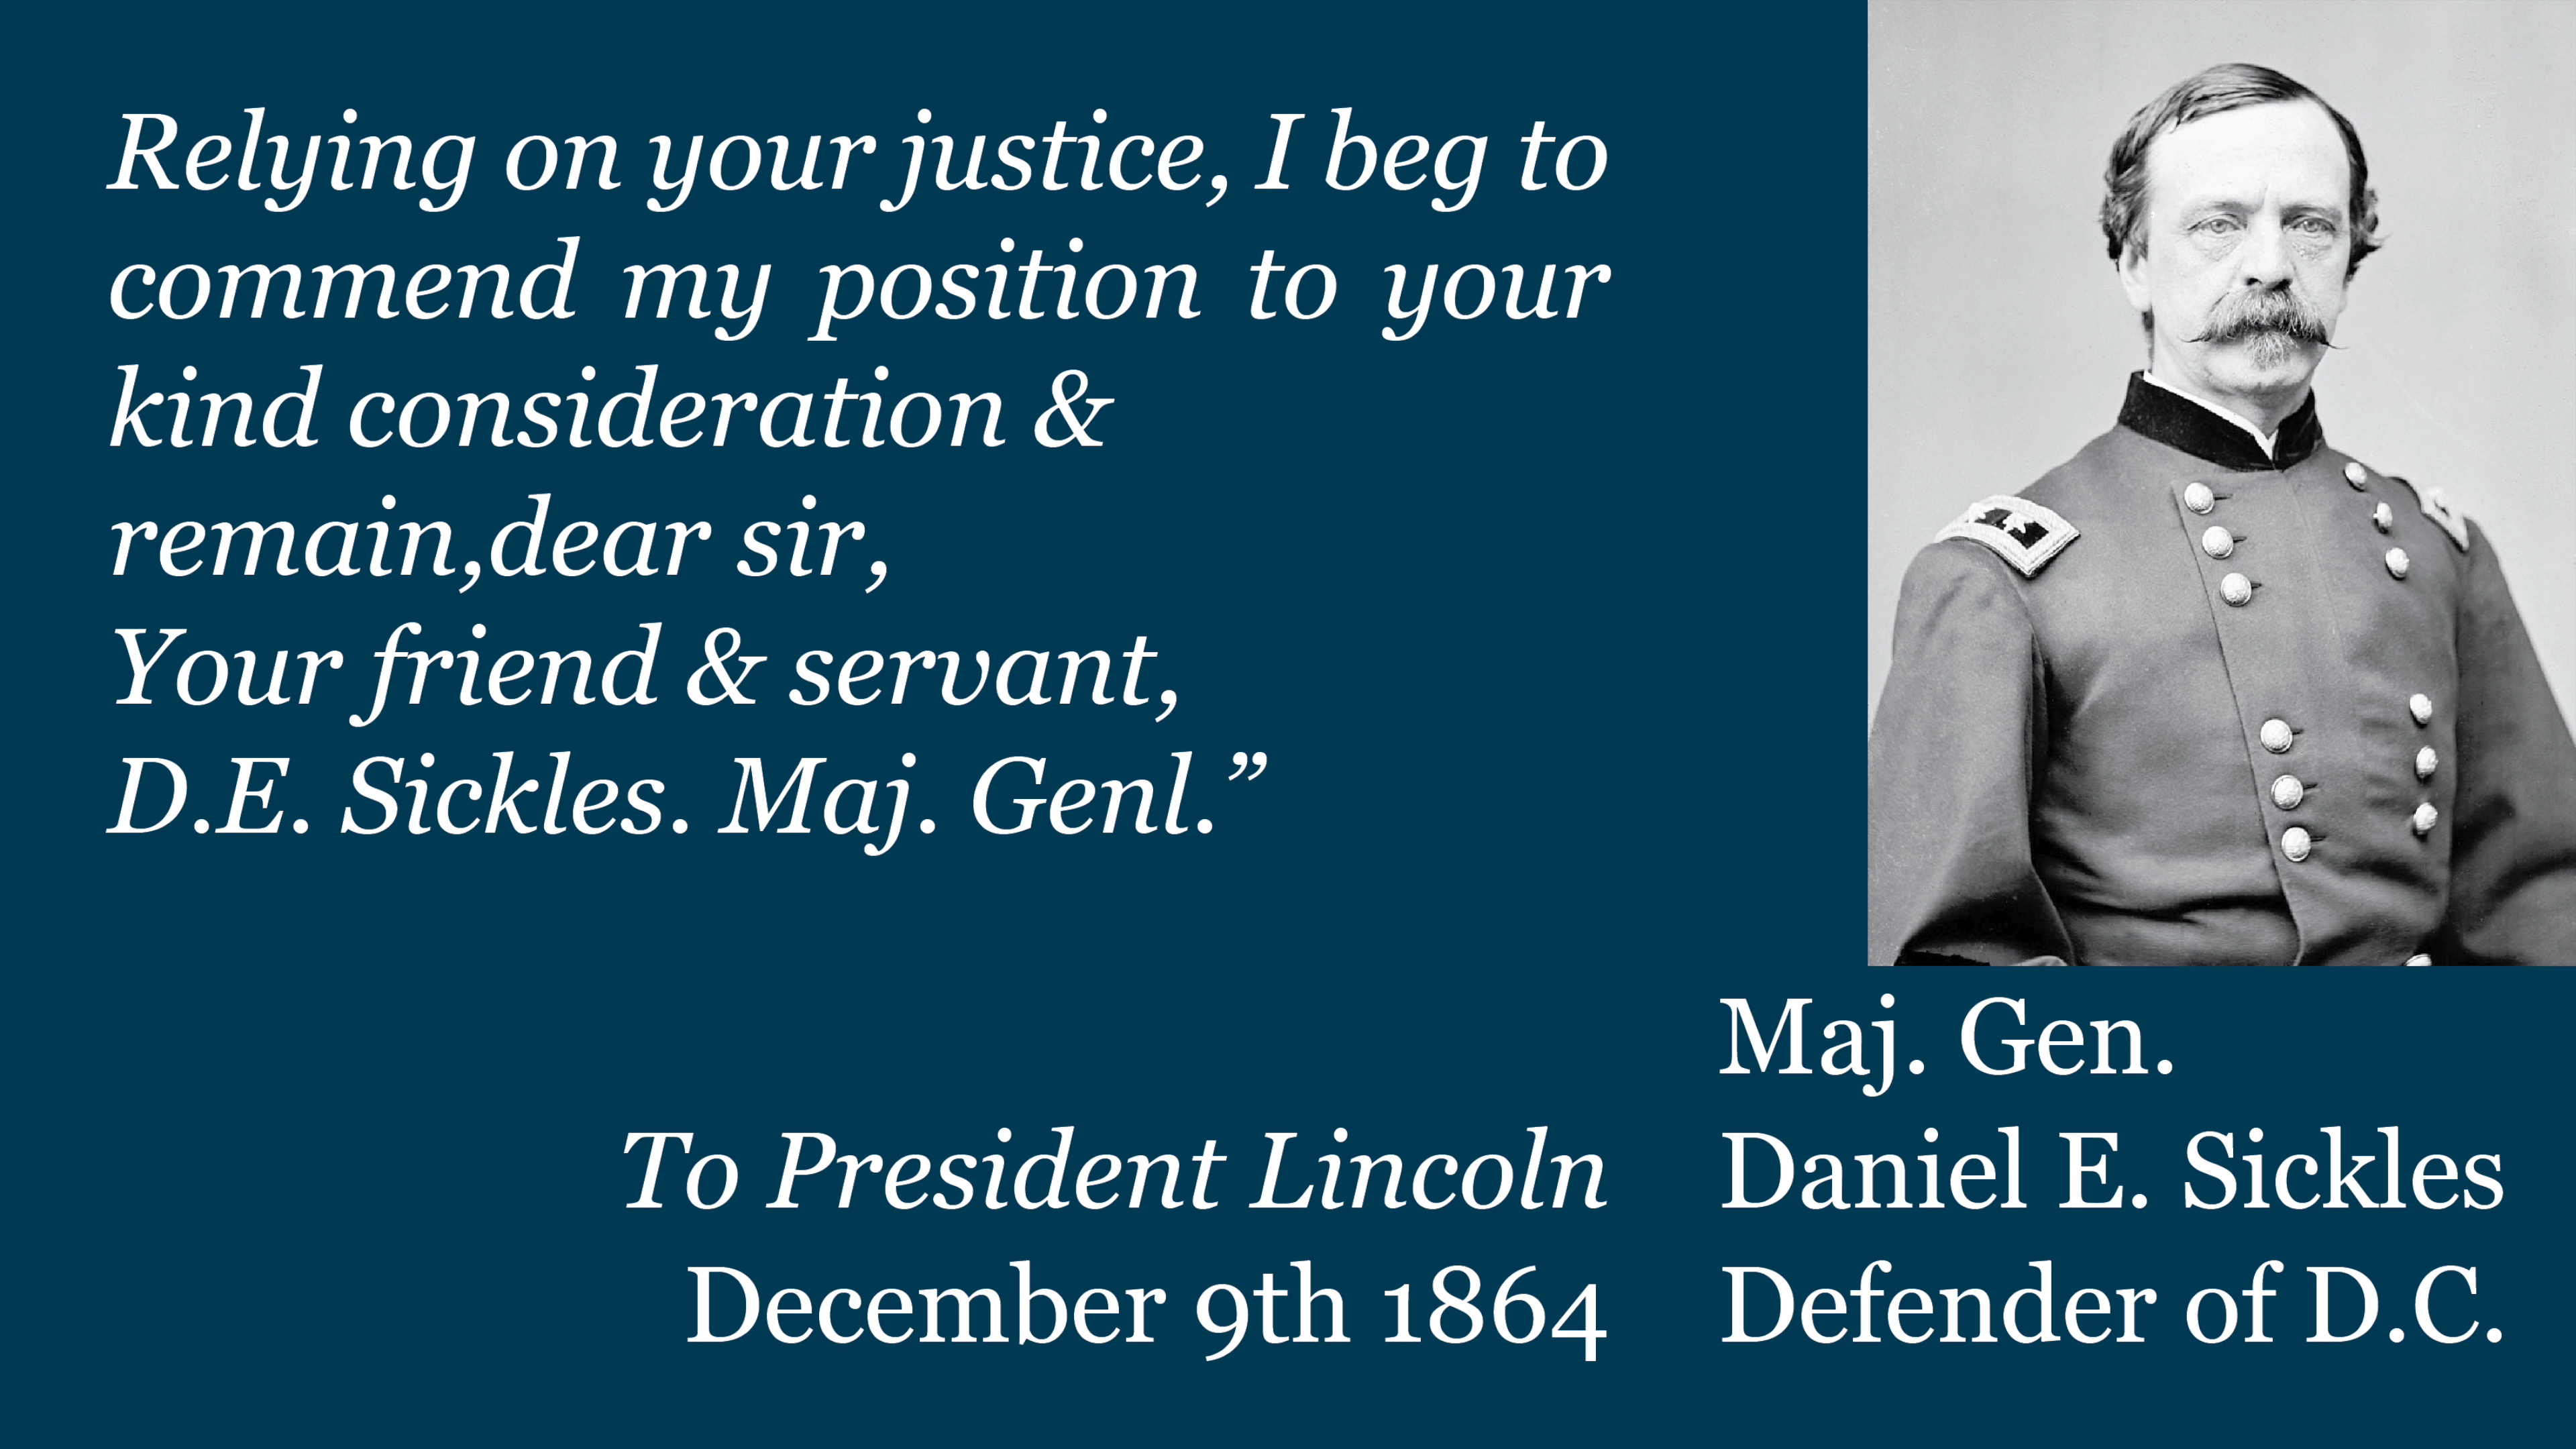 Relying on your justice, I beg to
commend my position to your
kind consideration &
remain,dear sir,
Your friend & servant,
D.E. Sickles. Maj. Genl.”
To President Lincoln
December 9th 1864
Maj. Gen.
Daniel E. Sickles
Defender of D.C.